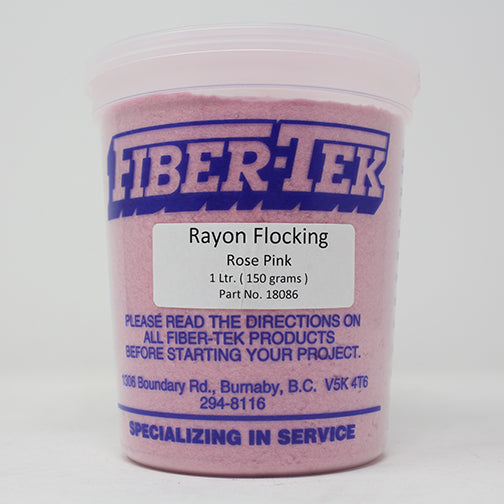 FIBER-TEK
Rayon Flocking
Rose Pink
1 Ltr. ( 150 grams )
Part No. 18086
PLEASE READ THE DIRECTIONS ON
ALL FIBER-TEK PRODUCTS
BEFORE STARTING YOUR PROJECT.
1306 Boundary Rd., Burnaby, B.C. V5K 4T6
294-8116
SPECIALIZING IN SERVICE